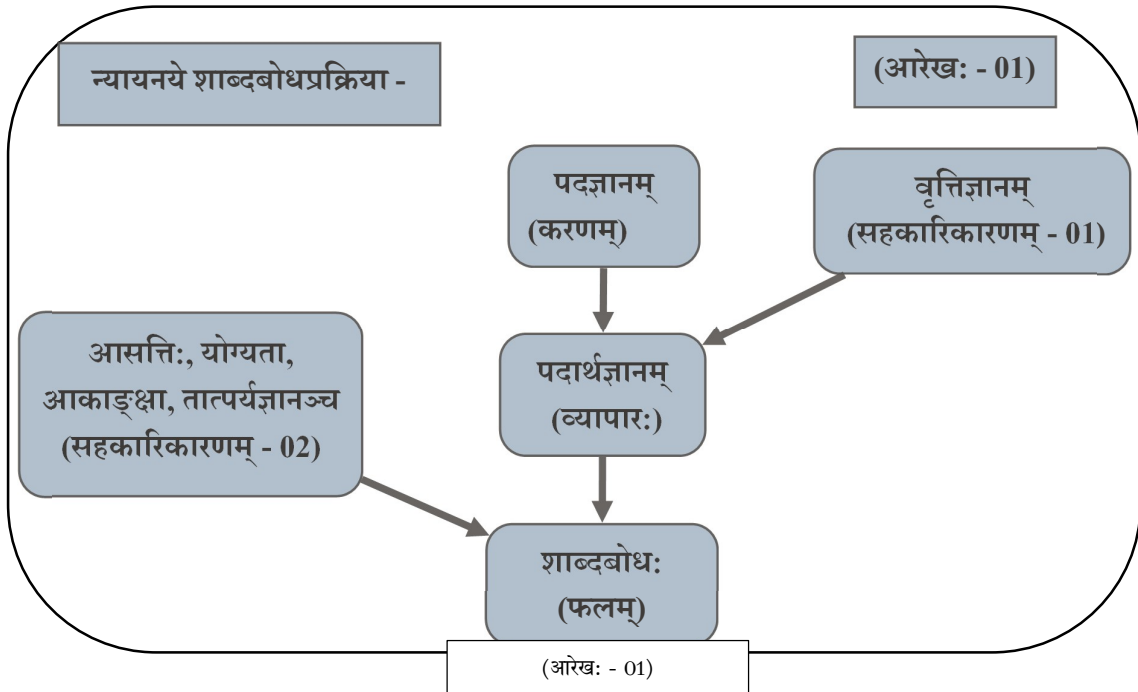 न्यायनये शाब्दबोधप्रक्रिया -
(आरेख: - 01)
पदज्ञानम्
(करणम्)
वृत्तिज्ञानम्
(सहकारिकारणम् - 01)
आसत्ति:, योग्यता,
आकाङ्क्षा, तात्पर्यज्ञानञ्च
(सहकारिकारणम् - 02)
पदार्थज्ञानम्
(व्यापार:)
शाब्दबोध:
(फलम्)
(आरेख: - 01)